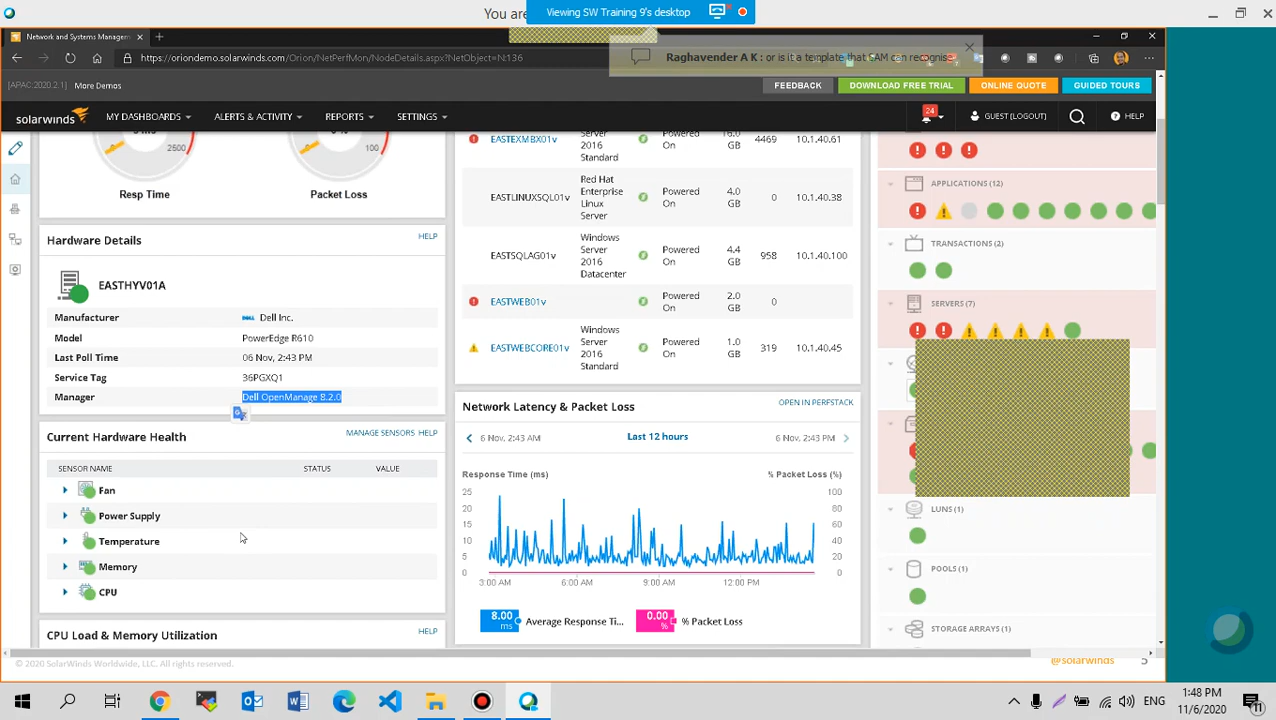 You are
Viewing SW Training 9's desktop
Network and Systems Manage
https://oriondemo.solarwinds.com/Orion/NetPerfMon/NodeDetails.aspx?NetObject=N:136
Raghavender A K : or is a template that SAM can recognise
[APAC:2020.2.1] More Demos
FEEDBACK
DOWNLOAD FREE TRIAL
ONLINE QUOTE
GUIDED TOURS
solarwinds
MY DASHBOARDS
ALERTS & ACTIVITY
REPORTS
SETTINGS
24
GUEST (LOGOUT)
HELP
2500
100
Resp Time
Packet Loss
Hardware Details
HELP
EASTHYV01A
Manufacturer Dell Inc.
Model PowerEdge R610
Last Poll Time 06 Nov, 2:43 PM
Service Tag 36PGXQ1
Manager Dell OpenManage 8.2.0
Current Hardware Health
MANAGE SENSORS HELP
SENSOR NAME STATUS VALUE
Fan
Power Supply
Temperature
Memory
CPU
CPU Load & Memory Utilization
HELP
EASTEXMBX01v
Server
2016
Standard
Powered
On
16.0
GB
4469
10.1.40.61
EASTLINUXSQL01v
Red Hat
Enterprise
Linux
Server
Powered
On
4.0
GB
0
10.1.40.38
EASTSQLAG01v
Windows
Server
2016
Datacenter
Powered
On
4.4
GB
958
10.1.40.100
EASTWEB01v
Powered
On
2.0
GB
0
EASTWEBCORE01v
Windows
Server
2016
Standard
Powered
On
1.0
GB
319
10.1.40.45
Network Latency & Packet Loss
OPEN IN PERFSTACK
6 Nov, 2:43 AM
Last 12 hours
6 Nov, 2:43 PM
Response Time (ms)
% Packet Loss (%)
25
20
15
10
5
0
100
80
60
40
20
0
3:00 AM 6:00 AM 9:00 AM 12:00 PM
8.00
ms
Average Response Ti...
0.00
%
% Packet Loss
APPLICATIONS (12)
TRANSACTIONS (2)
SERVERS (7)
LUNS (1)
POOLS (1)
STORAGE ARRAYS (1)
© 2020 SolarWinds Worldwide, LLC. All rights reserved.
@solarwinds
5
ENG
1:48 PM
11/6/2020